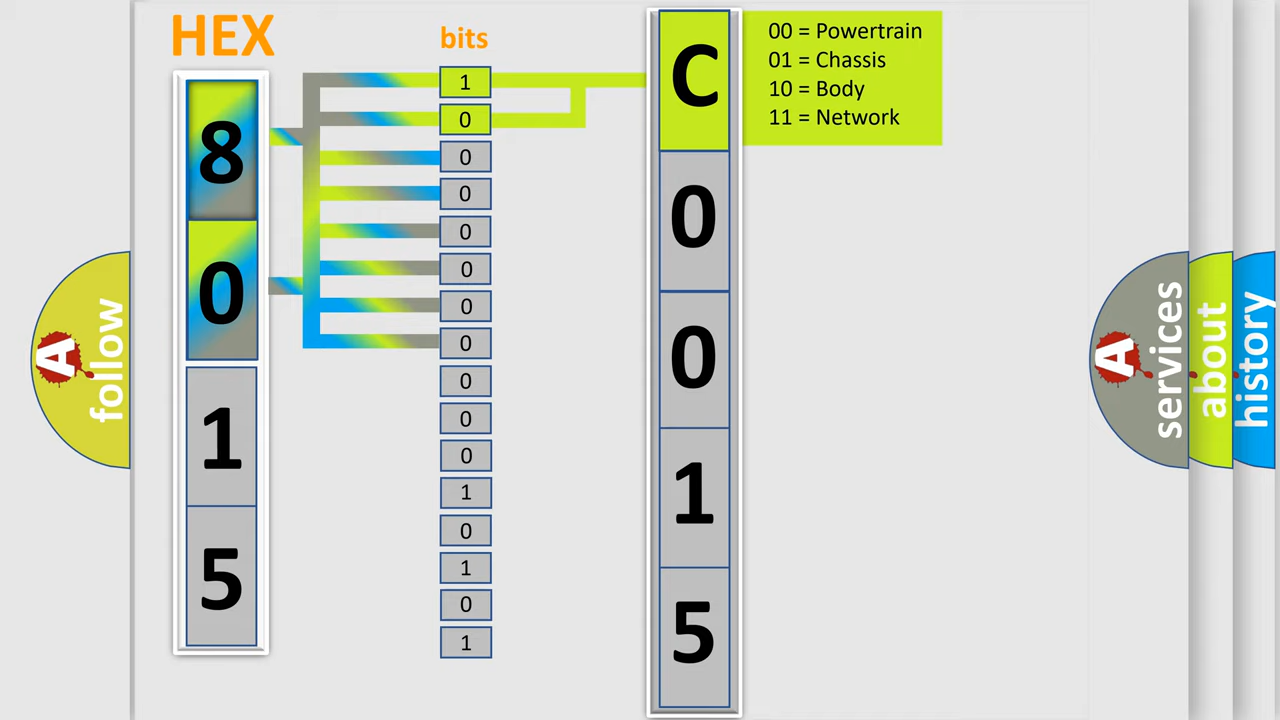 HEX
bits
8
0
1
5
1
0
0
0
0
0
0
0
0
0
0
1
0
1
0
1
C
0
0
1
5
00 = Powertrain
01 = Chassis
10 = Body
11 = Network
A
follow
A
services
about
history